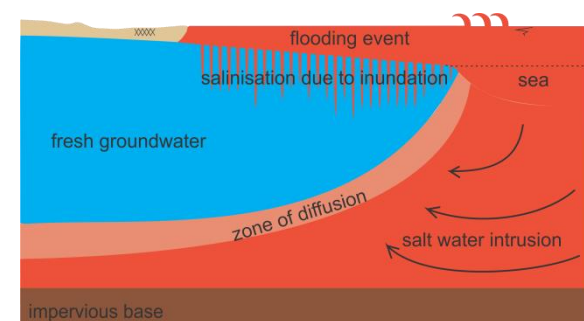 flooding event
salinisation due to inundation
sea
fresh groundwater
zone of diffusion
salt water intrusion
impervious base